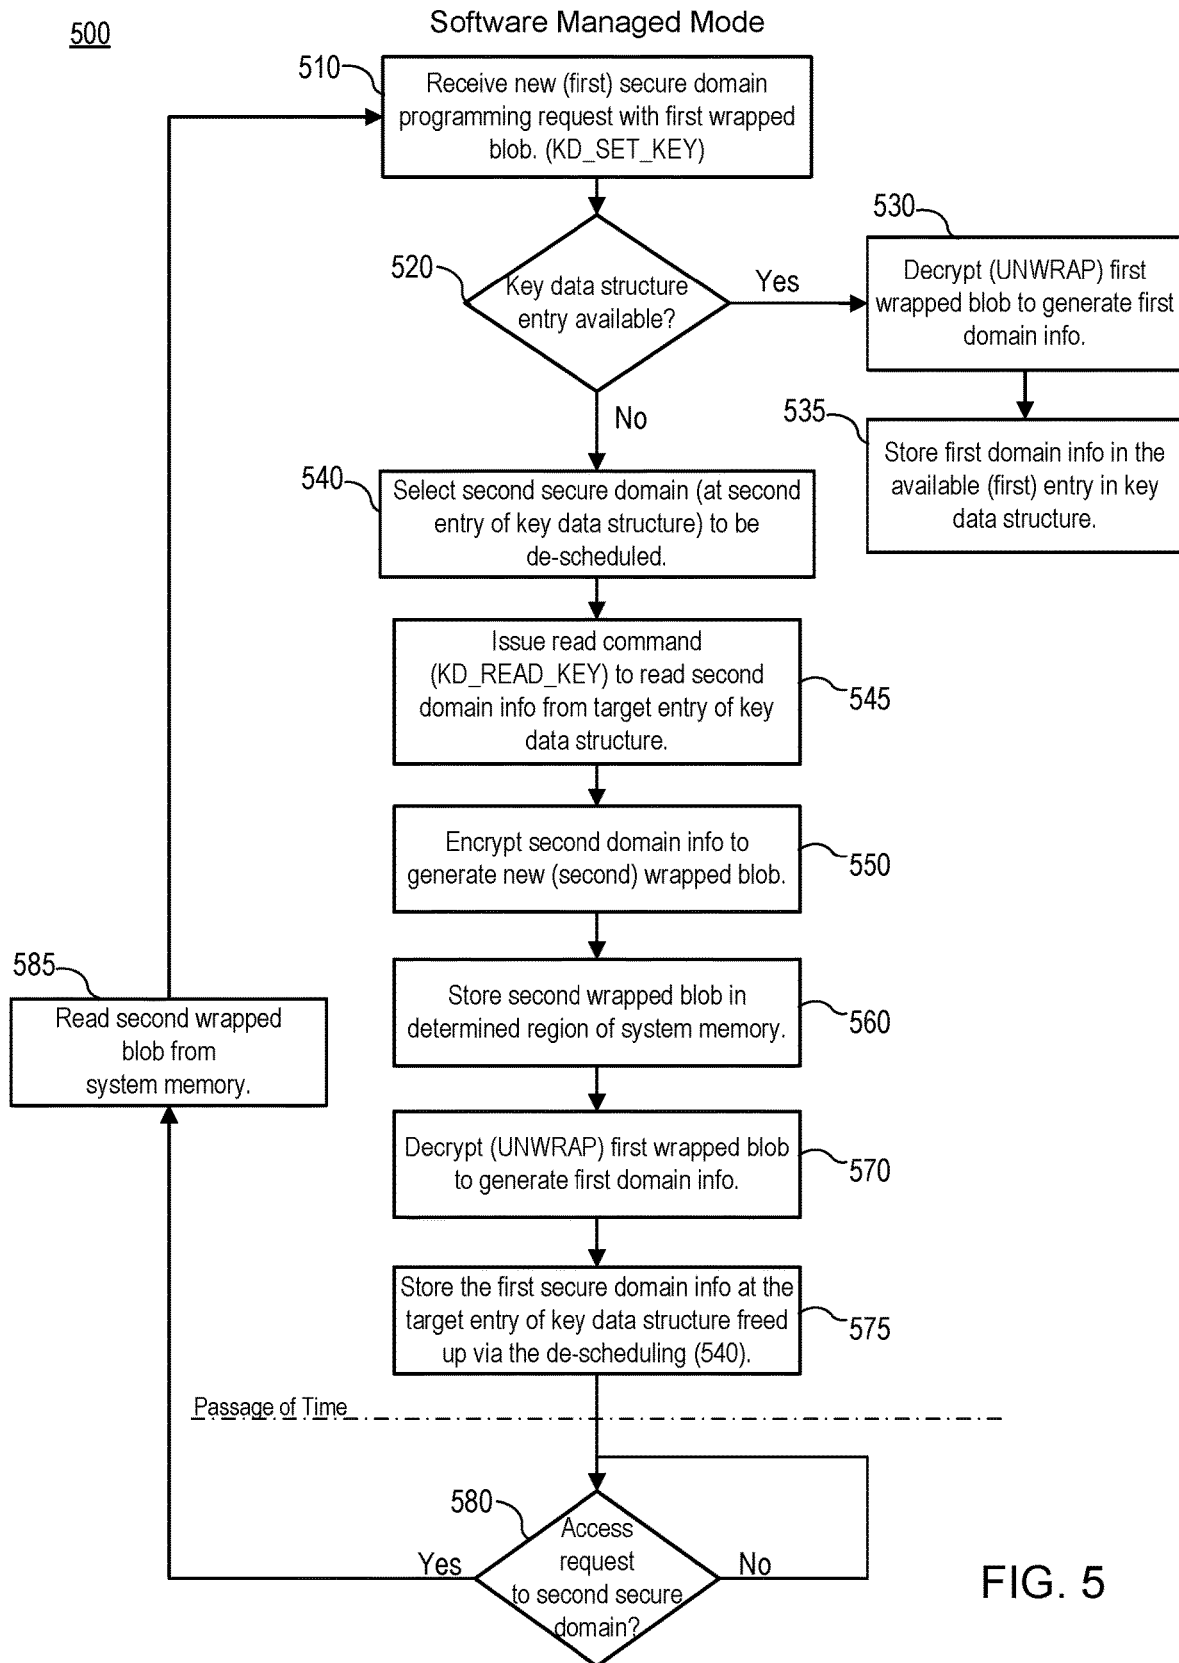 Software Managed Mode
500
510
Receive new (first) secure domain
programming request with first wrapped
blob. (KD_SET_KEY)
520
Key data structure
entry available?
Yes
No
530
Decrypt (UNWRAP) first
wrapped blob to generate first
domain info.
535
Store first domain info in the
available (first) entry in key
data structure.
540
Select second secure domain (at second
entry of key data structure) to be
de-scheduled.
Issue read command
(KD_READ_KEY) to read second
domain info from target entry of key
data structure.
545
Encrypt second domain info to
generate new (second) wrapped blob.
550
Store second wrapped blob in
determined region of system memory.
560
Decrypt (UNWRAP) first wrapped blob
to generate first domain info.
570
Store the first secure domain info at the
target entry of key data structure freed
up via the de-scheduling (540).
575
Passage of Time
580
Access
request
to second secure
domain?
Yes
No
585
Read second wrapped
blob from
system memory.
FIG. 5